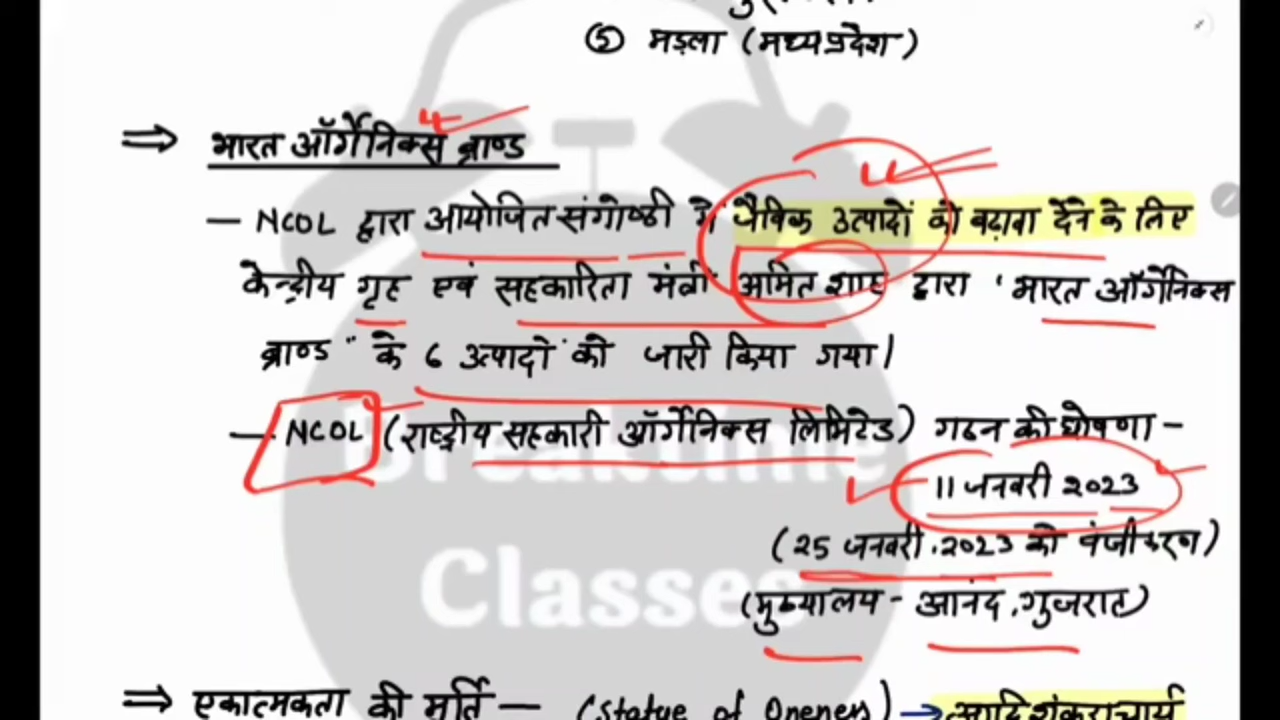 ⑤ मड्ला (मध्यप्रदेश)
⇒ भारत ऑर्गेनिक्स ब्राण्ड
— NCOL द्वारा आयोजित संगोष्ठी में जैविक उत्पादों को बढ़ावा देने के लिए
केन्द्रीय गृह एवं सहकारिता मंत्री अमित शाह द्वारा 'भारत ऑर्गेनिक्स
ब्राण्ड" के 6 उत्पादों को जारी किया गया।
— NCOL (राष्ट्रीय सहकारी ऑर्गेनिक्स लिमिटेड) गठन की घोषणा —
11 जनवरी 2023
(25 जनवरी 2023 को पंजीकरण)
(मुख्यालय - आनंद, गुजरात)
⇒ एकात्मकता की मूर्ति — (Statue of Oneness) → आदि शंकराचार्य
Breaktime
Classes